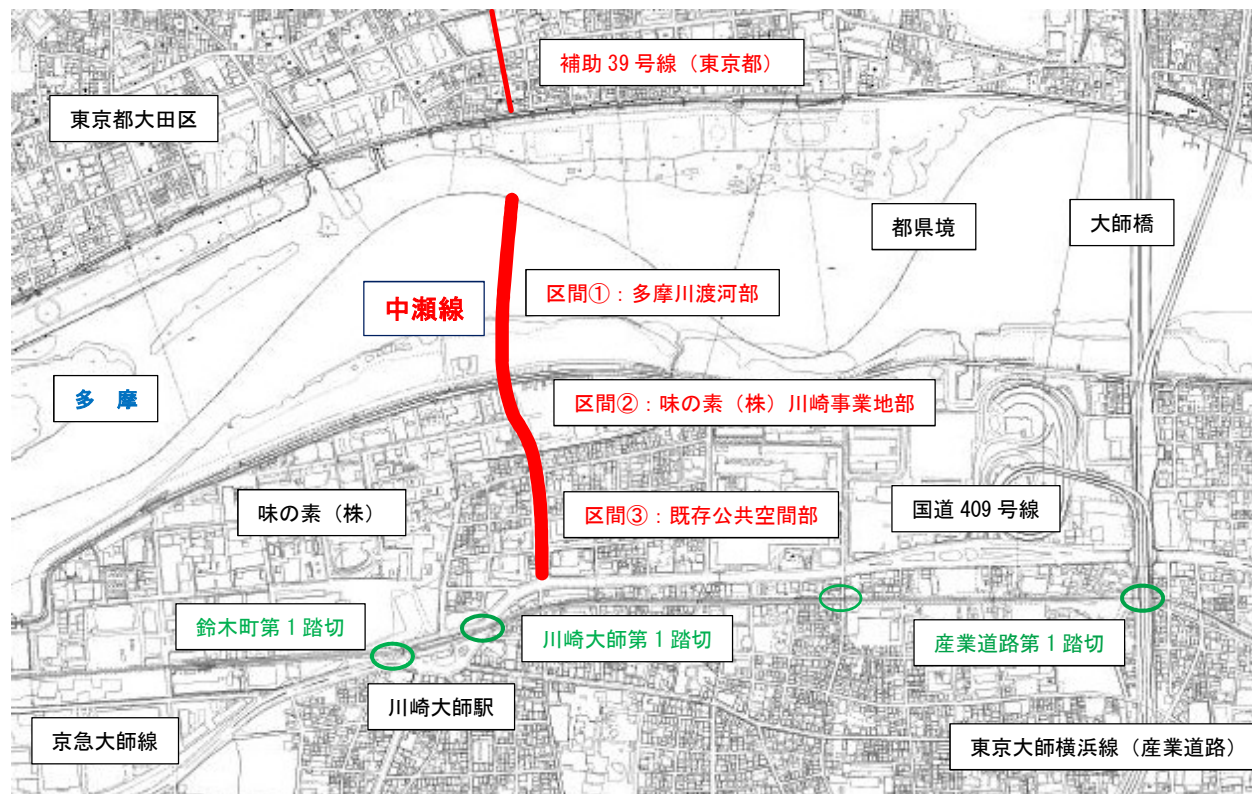 補助 39 号線（東京都）
東京都大田区
都県境
大師橋
中瀬線
区間①：多摩川渡河部
多 摩
区間②：味の素（株）川崎事業地部
味の素（株）
区間③：既存公共空間部
国道 409 号線
鈴木町第 1 踏切
川崎大師第 1 踏切
産業道路第 1 踏切
川崎大師駅
京急大師線
東京大師横浜線（産業道路）